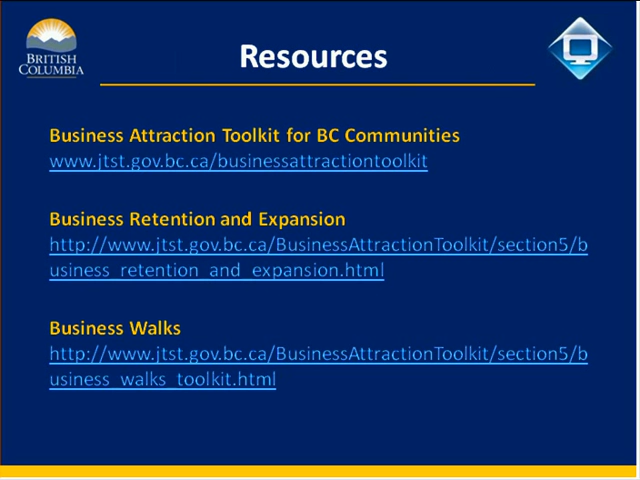 BRITISH
COLUMBIA
Resources
Business Attraction Toolkit for BC Communities
www.jtst.gov.bc.ca/businessattractiontoolkit
Business Retention and Expansion
http://www.jtst.gov.bc.ca/BusinessAttractionToolkit/section5/b
usiness_retention_and_expansion.html
Business Walks
http://www.jtst.gov.bc.ca/BusinessAttractionToolkit/section5/b
usiness_walks_toolkit.html